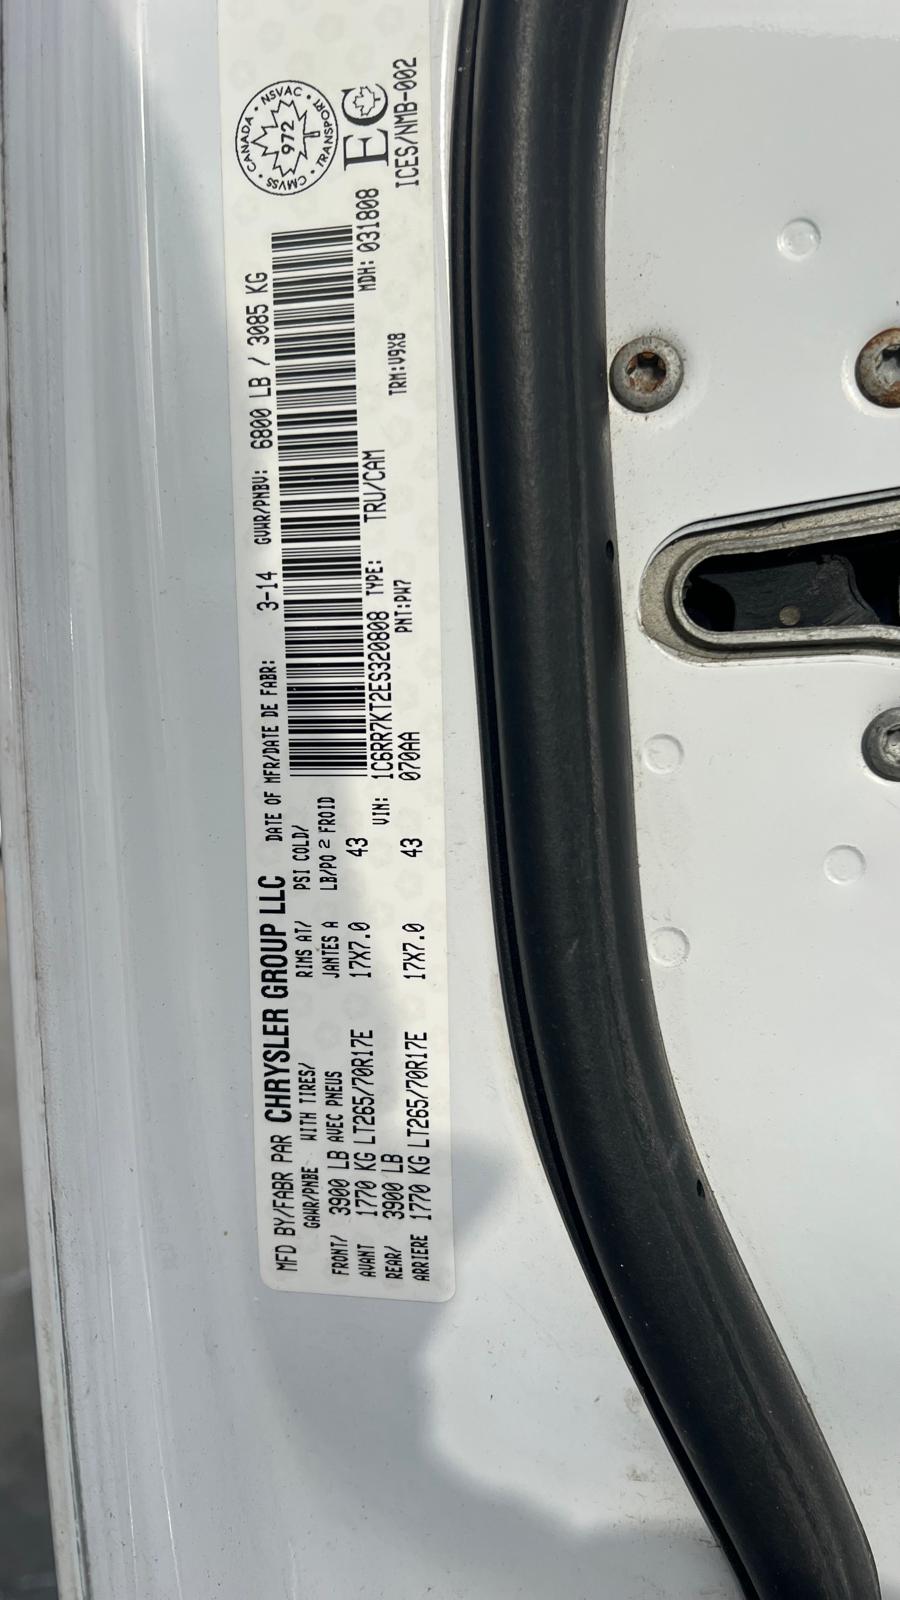 MFD BY/FABR PAR CHRYSLER GROUP LLC
DATE OF MFR/DATE DE FABR: 3-14 GVWR/PNBV: 6800 LB / 3085 KG
GAWR/PNBE WITH TIRES/ RIMS AT/ PSI COLD/
FRONT/ 3900 LB AVEC PNEUS JANTES A LB/PO 2 FROID
AVANT 1770 KG LT265/70R17E 17X7.0 43
REAR/ 3900 LB
ARRIERE 1770 KG LT265/70R17E 17X7.0 43
VIN: 1C6RR7KT2ES320808 TYPE: TRU/CAM MDH: 031808
070AA PNT:PW7 TRM:V9X8
ICES/NMB-002
CANADA • NSVAC • TRANSPORT • CMVSS •
972
EC